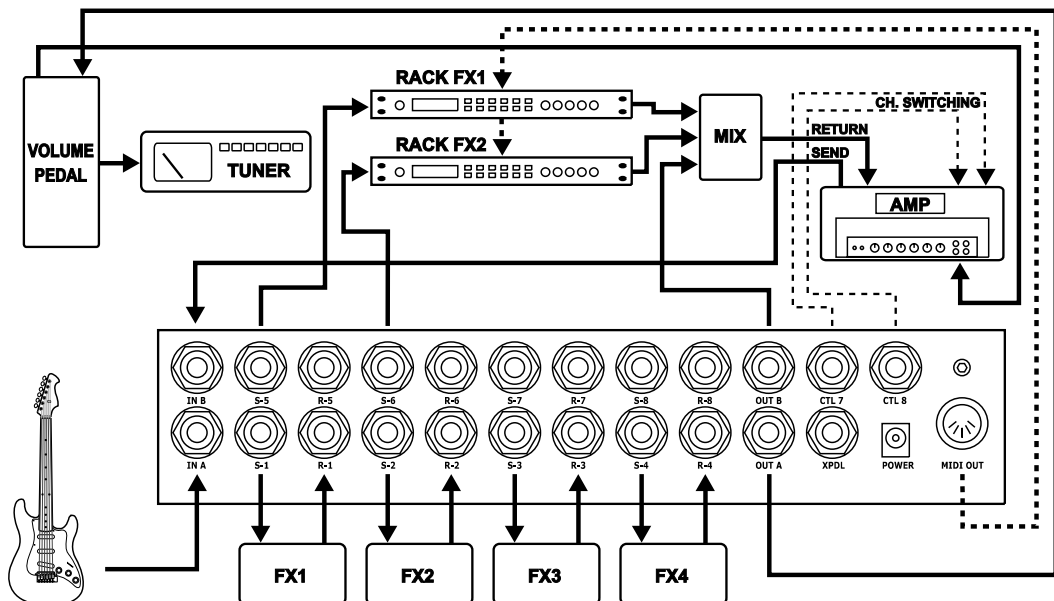 RACK FX1
CH. SWITCHING
VOLUME
PEDAL
TUNER
RACK FX2
MIX
RETURN
SEND
AMP
IN B S-5 R-5 S-6 R-6 S-7 R-7 S-8 R-8 OUT B CTL 7 CTL 8
IN A S-1 R-1 S-2 R-2 S-3 R-3 S-4 R-4 OUT A XPDL POWER MIDI OUT
FX1 FX2 FX3 FX4